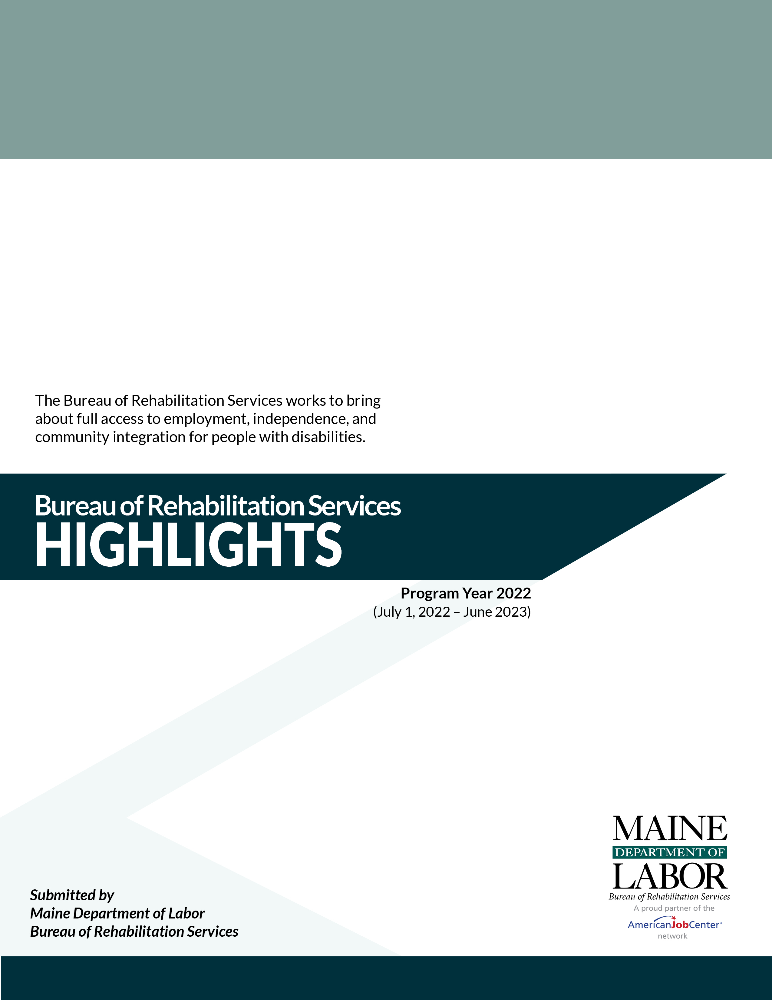 The Bureau of Rehabilitation Services works to bring
about full access to employment, independence, and
community integration for people with disabilities.
Bureau of Rehabilitation Services
HIGHLIGHTS
Program Year 2022
(July 1, 2022 – June 2023)
Submitted by
Maine Department of Labor
Bureau of Rehabilitation Services
MAINE
DEPARTMENT OF
LABOR
Bureau of Rehabilitation Services
A proud partner of the
AmericanJobCenter®
network